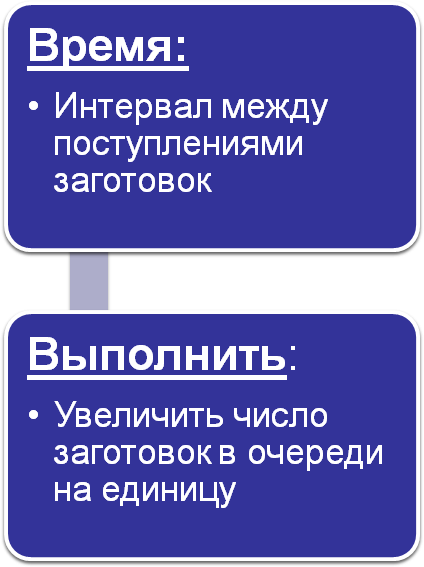 Время:
• Интервал между
поступлениями
заготовок
Выполнить:
• Увеличить число
заготовок в очереди
на единицу